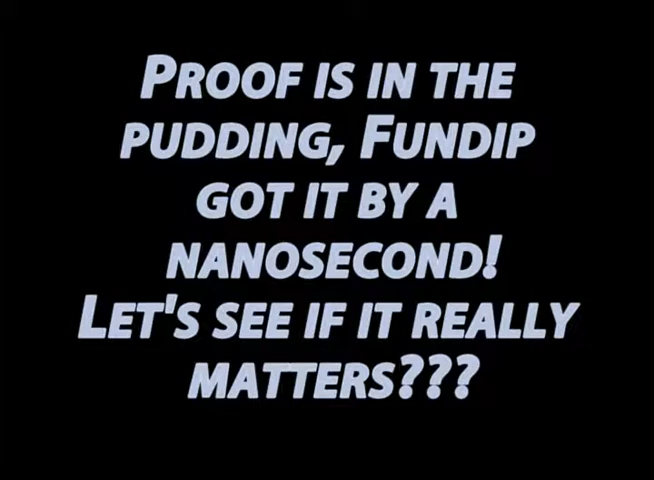 PROOF IS IN THE
PUDDING, FUNDIP
GOT IT BY A
NANOSECOND!
LET'S SEE IF IT REALLY
MATTERS???